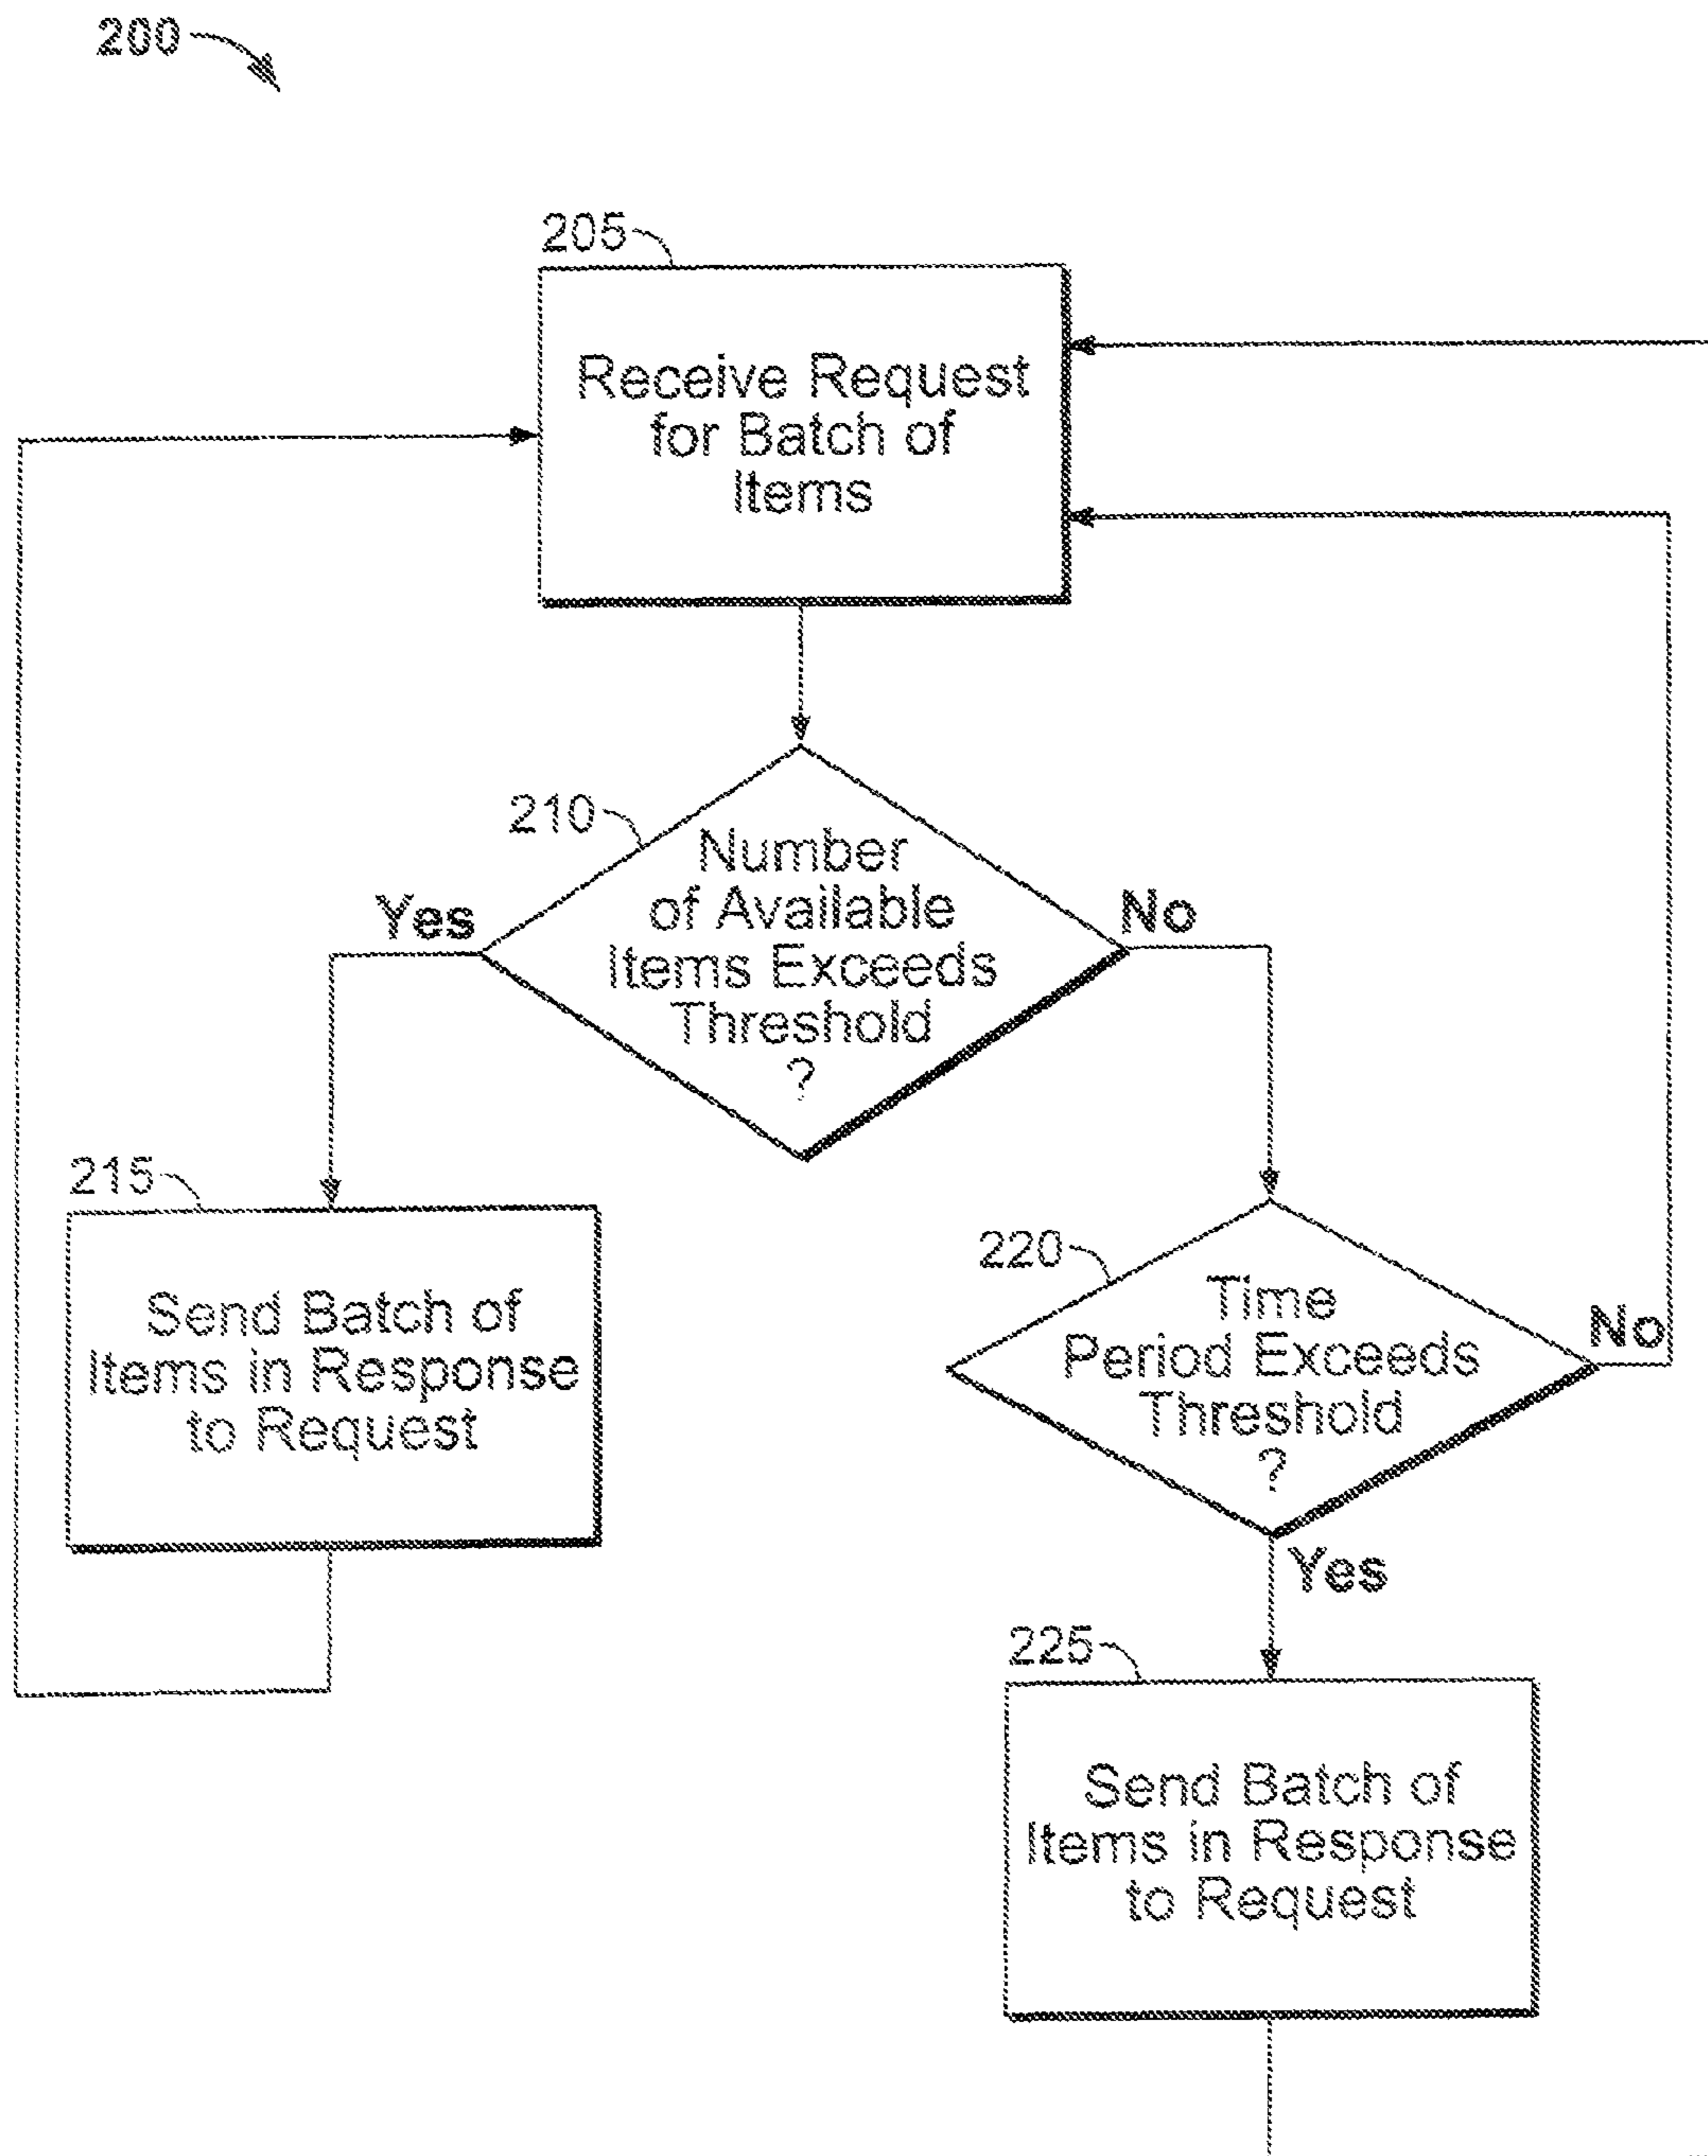 200
205
Receive Request
for Batch of
Items
210
Number
of Available
Items Exceeds
Threshold
?
Yes
No
215
Send Batch of
Items in Response
to Request
220
Time
Period Exceeds
Threshold
?
No
Yes
225
Send Batch of
Items in Response
to Request